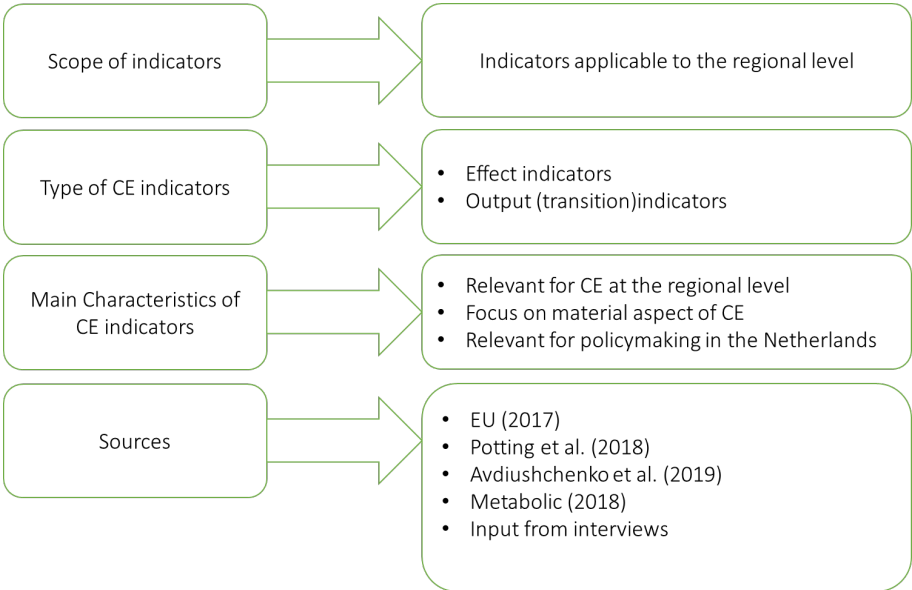 Scope of indicators
Indicators applicable to the regional level
Type of CE indicators
• Effect indicators
• Output (transition)indicators
Main Characteristics of
CE indicators
• Relevant for CE at the regional level
• Focus on material aspect of CE
• Relevant for policymaking in the Netherlands
Sources
• EU (2017)
• Potting et al. (2018)
• Avdiushchenko et al. (2019)
• Metabolic (2018)
• Input from interviews